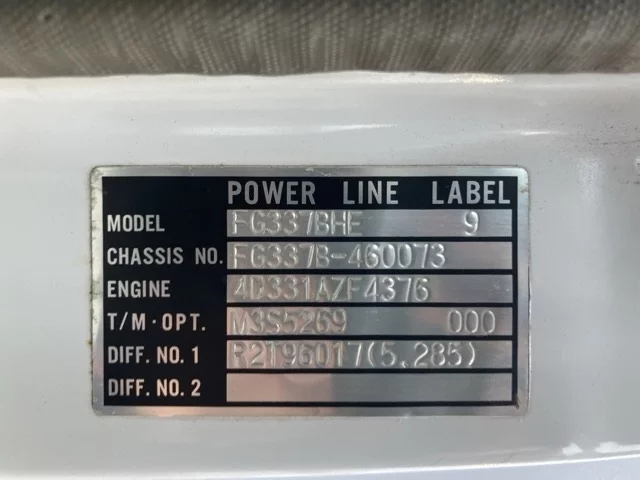 POWER LINE LABEL
MODEL FG337BHE 9
CHASSIS NO. FG337B-460073
ENGINE 4D331AZF4376
T/M·OPT. M3S5269 000
DIFF. NO. 1 R2T96017(5.285)
DIFF. NO. 2